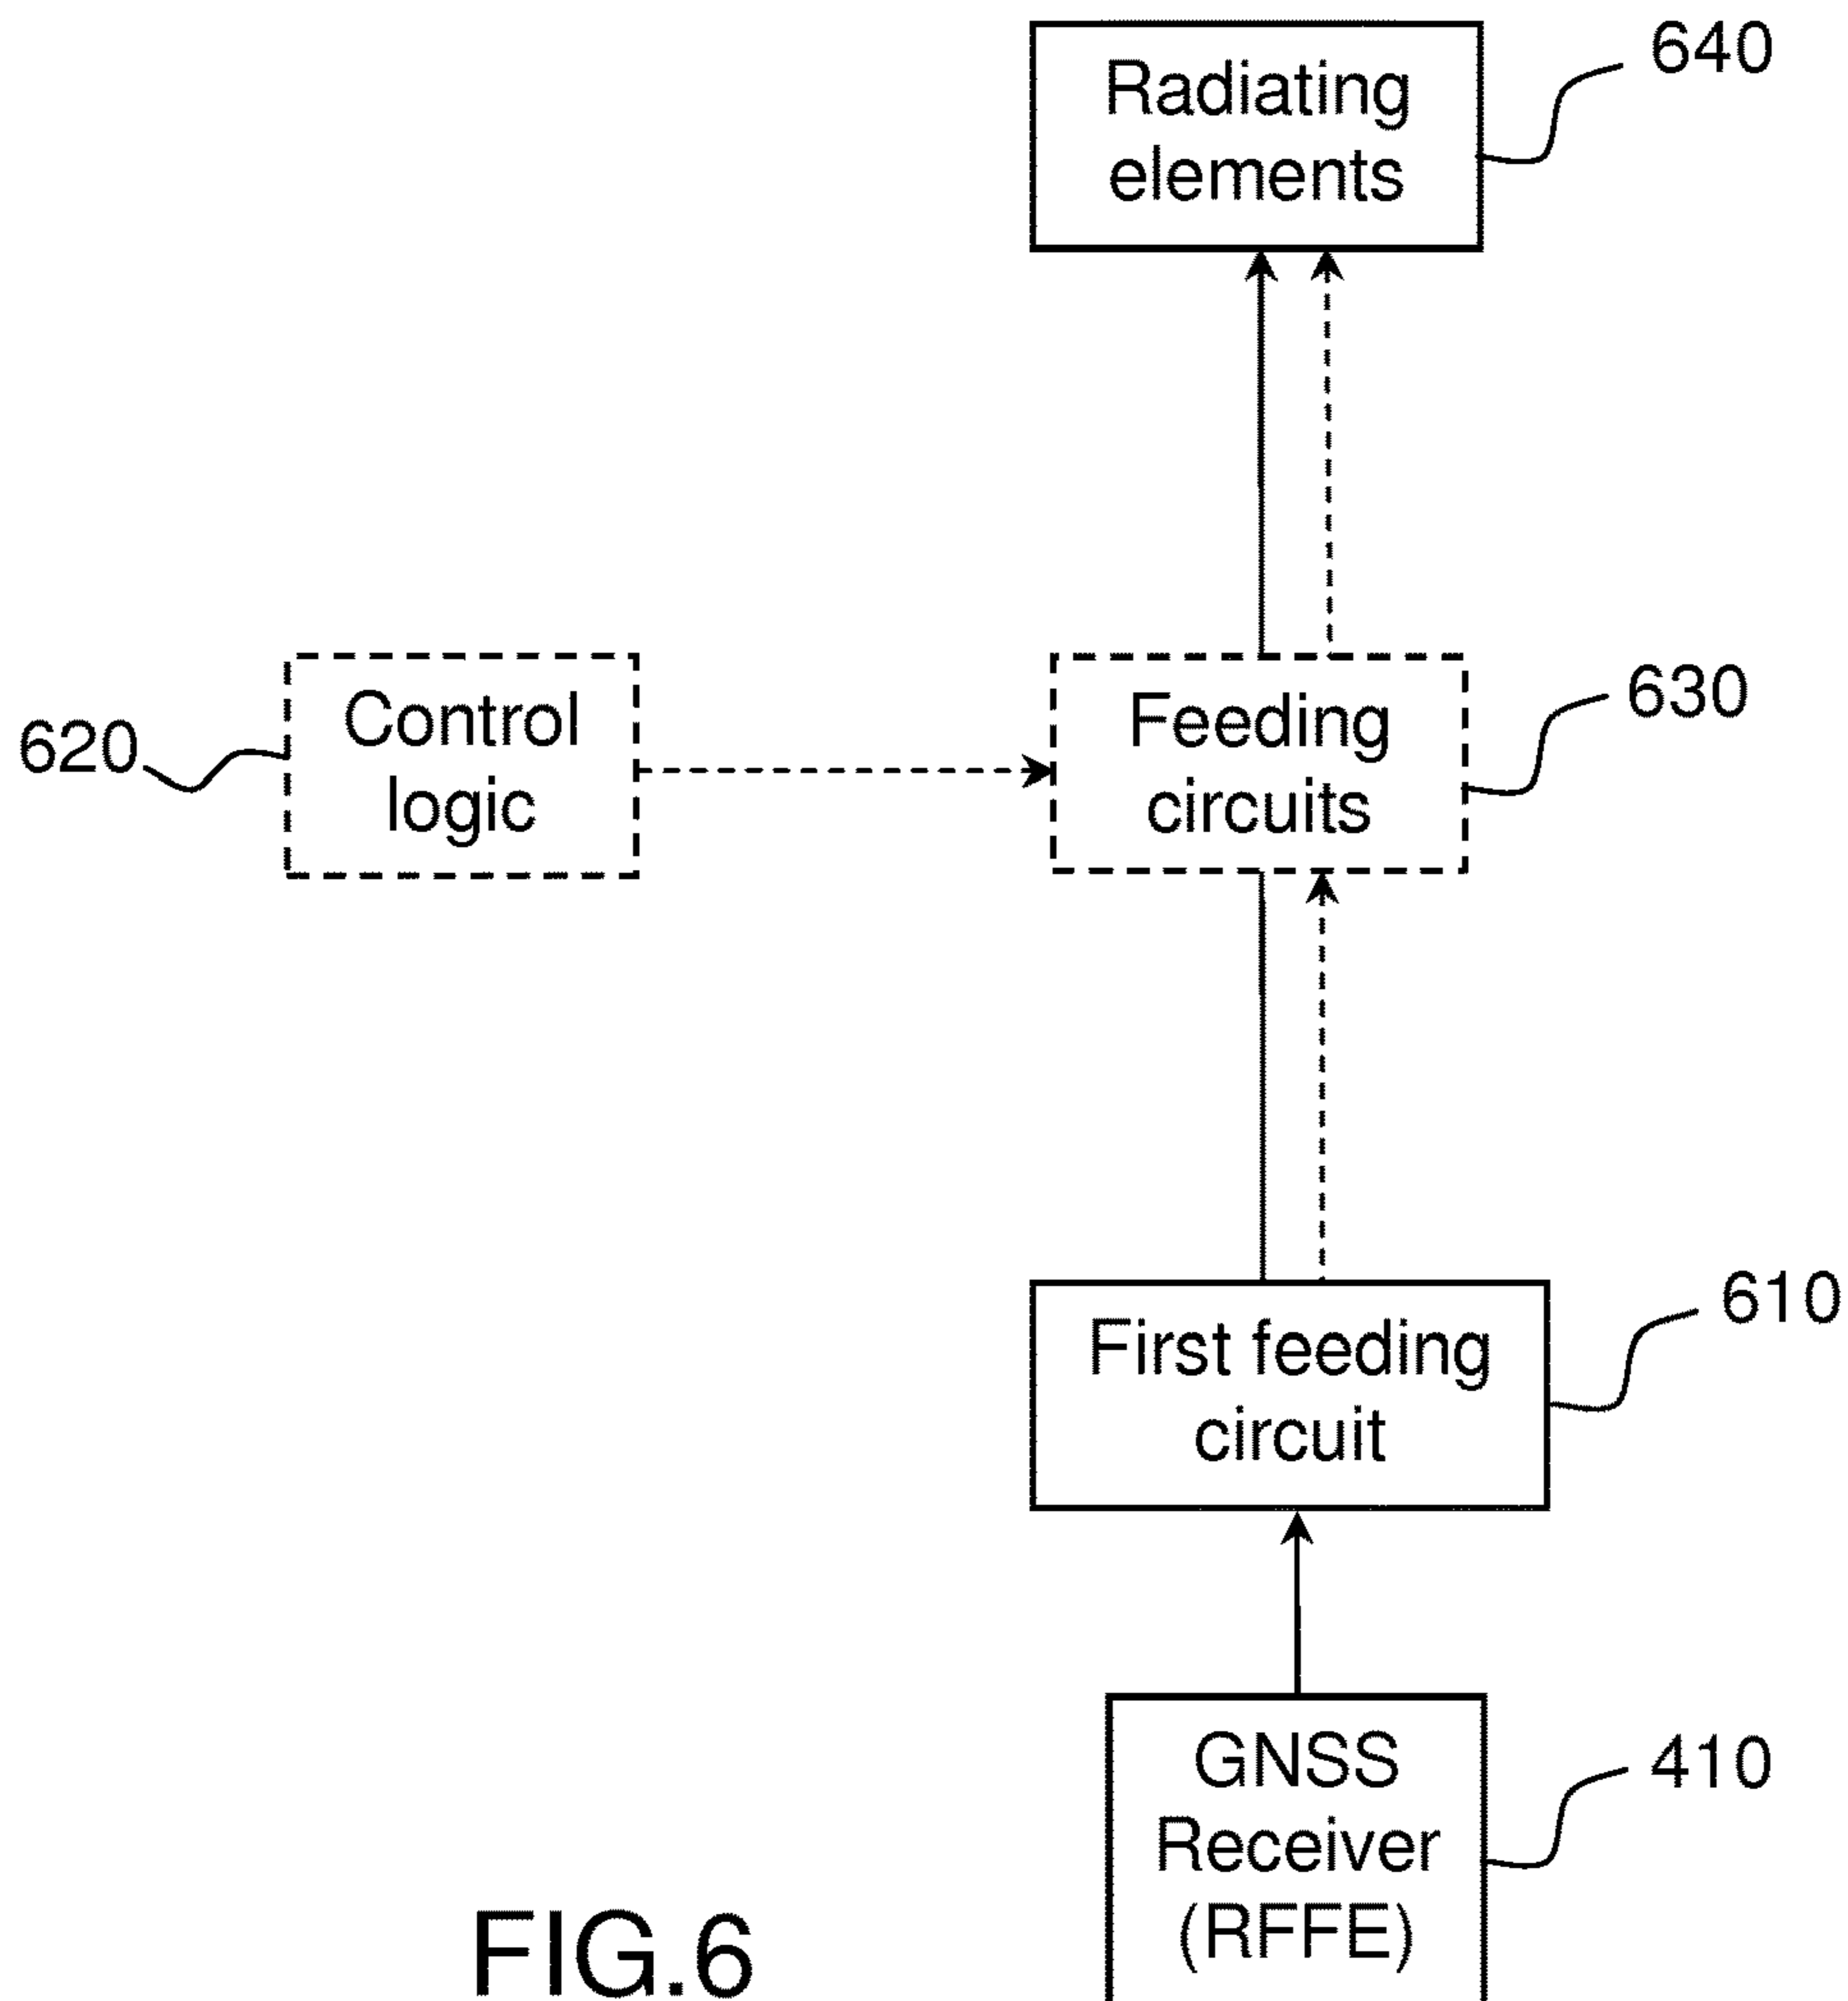 Radiating
elements
640
Control
logic
620
Feeding
circuits
630
First feeding
circuit
610
GNSS
Receiver
(RFFE)
410
FIG.6